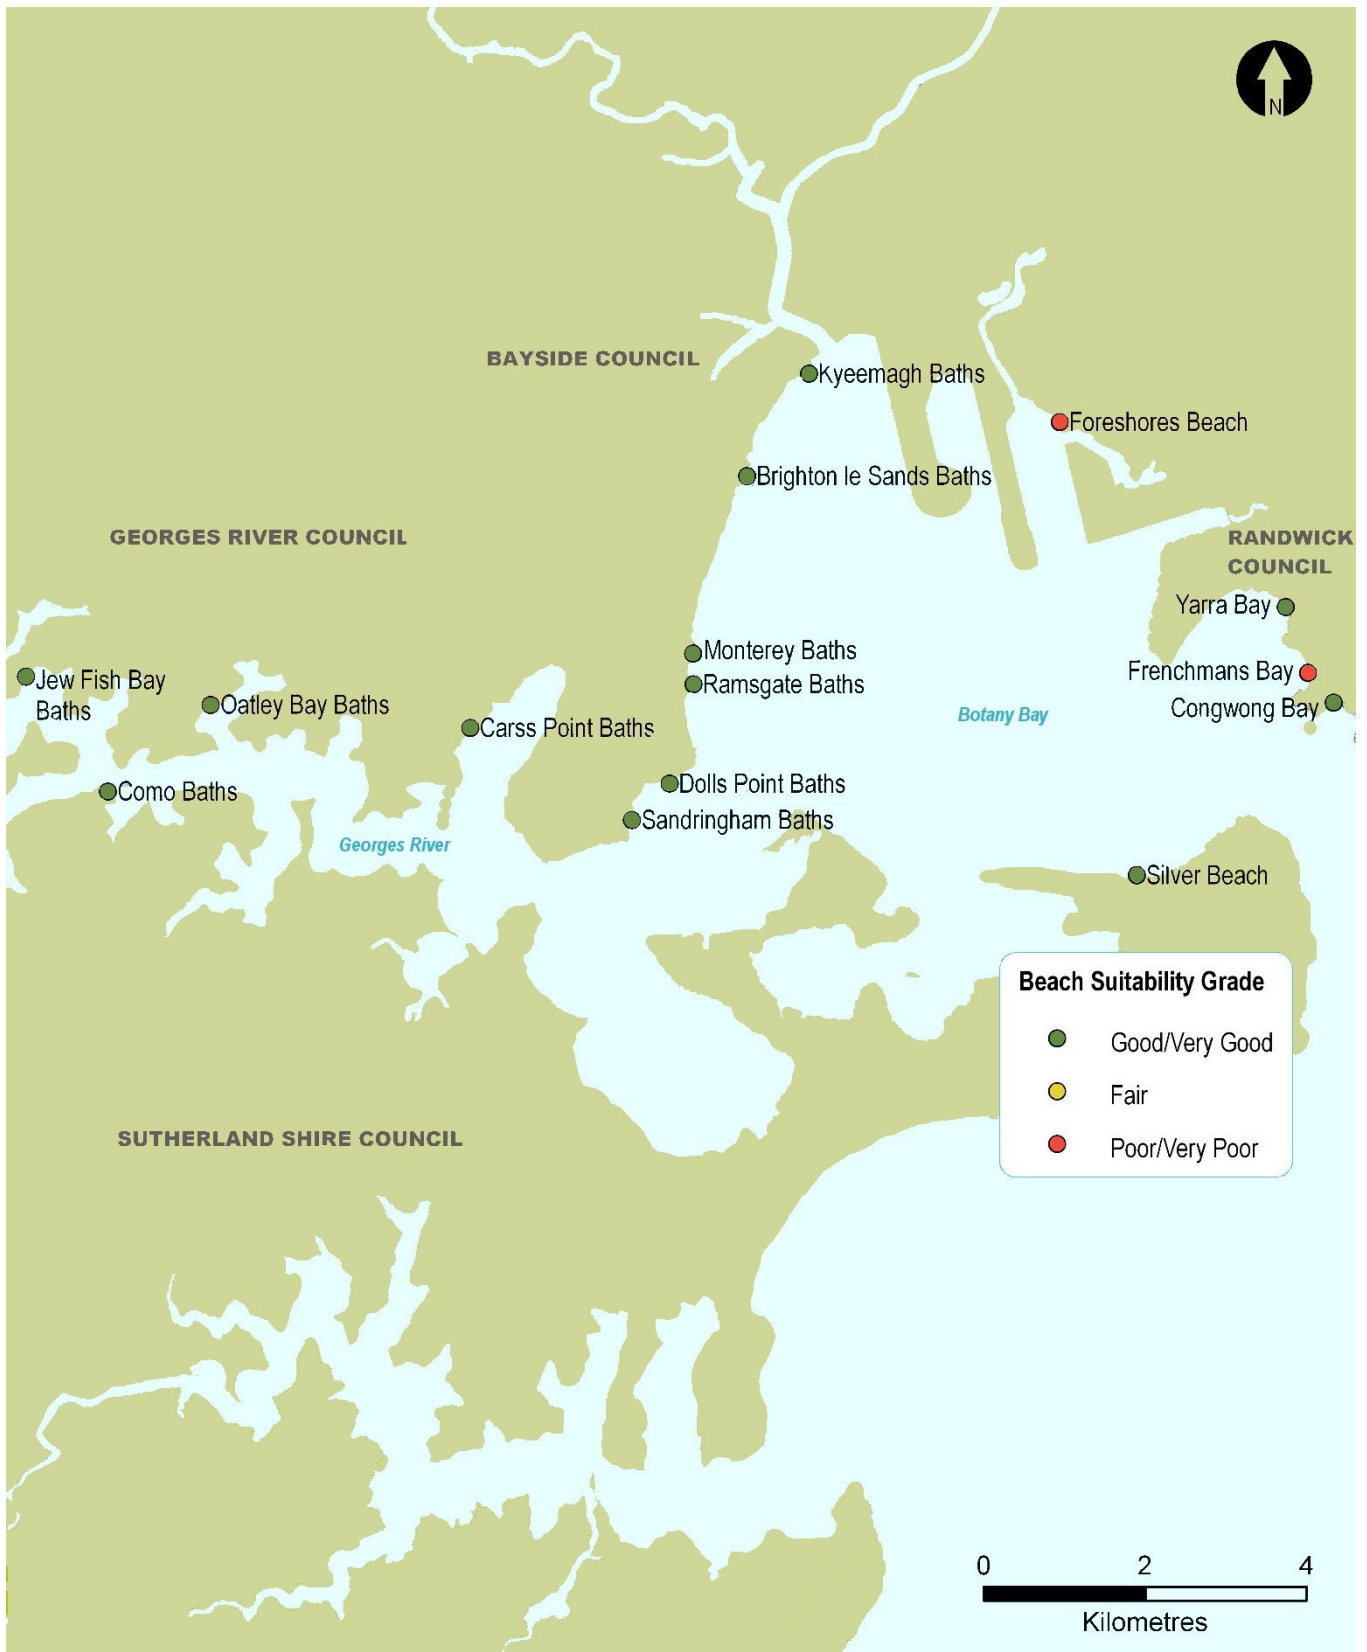 N
BAYSIDE COUNCIL
Kyeemagh Baths
Foreshores Beach
Brighton le Sands Baths
GEORGES RIVER COUNCIL
RANDWICK
COUNCIL
Yarra Bay
Monterey Baths
Frenchmans Bay
Jew Fish Bay
Baths
Ramsgate Baths
Oatley Bay Baths
Congwong Bay
Botany Bay
Carss Point Baths
Dolls Point Baths
Como Baths
Sandringham Baths
Georges River
Silver Beach
Beach Suitability Grade
Good/Very Good
Fair
Poor/Very Poor
SUTHERLAND SHIRE COUNCIL
0 2 4
Kilometres